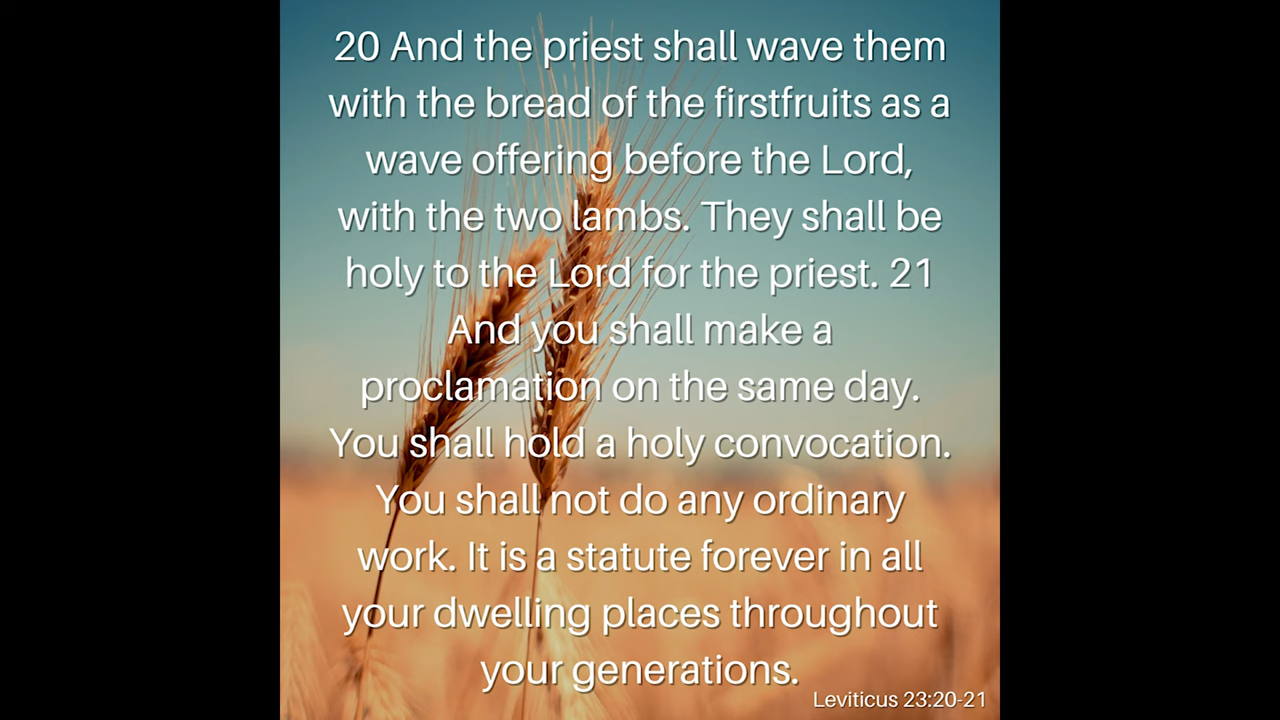 20 And the priest shall wave them
with the bread of the firstfruits as a
wave offering before the Lord,
with the two lambs. They shall be
holy to the Lord for the priest. 21
And you shall make a
proclamation on the same day.
You shall hold a holy convocation.
You shall not do any ordinary
work. It is a statute forever in all
your dwelling places throughout
your generations.
Leviticus 23:20-21